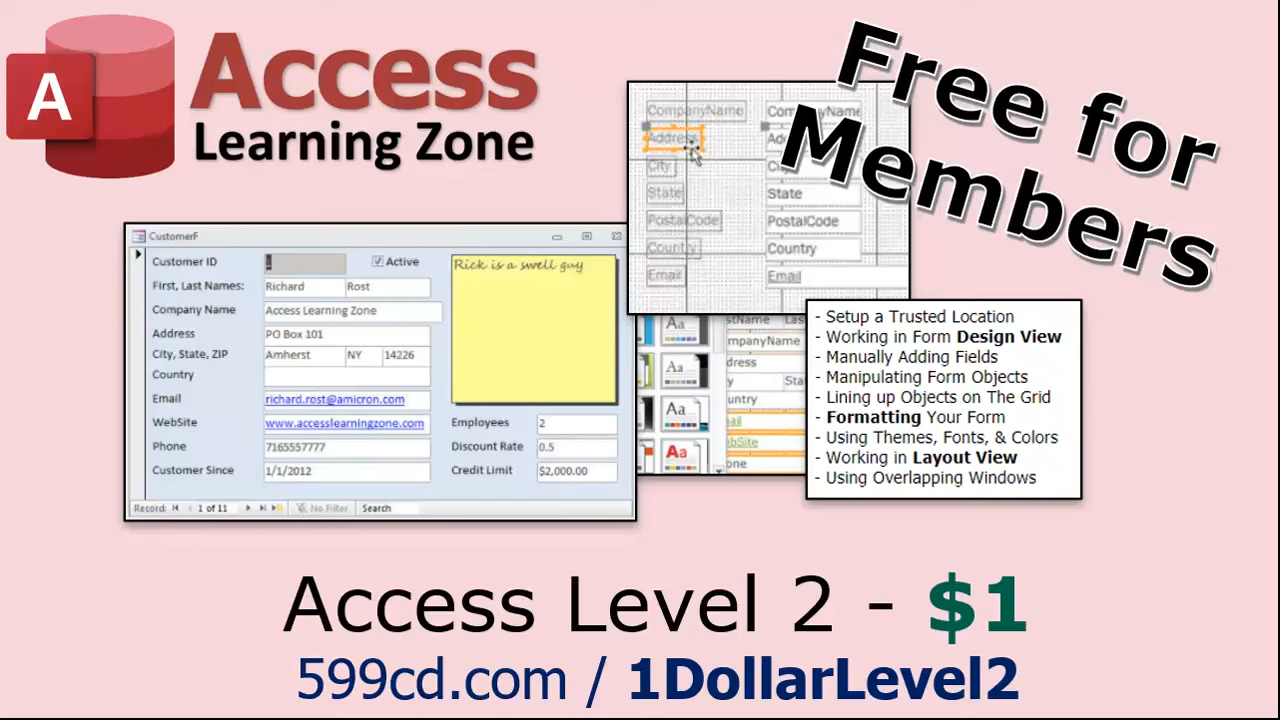 A
Access
Learning Zone
Free for
Members
CompanyName CompanyName
Address
City
State State
PostalCode PostalCode
Country Country
Email Email
CustomerF
Customer ID Active
First, Last Names: Richard Rost
Company Name Access Learning Zone
Address PO Box 101
City, State, ZIP Amherst NY 14226
Country
Email richard.rost@amicron.com
WebSite www.accesslearningzone.com
Phone 7165557777
Customer Since 1/1/2012
Rick is a swell guy
Employees 2
Discount Rate 0.5
Credit Limit $2,000.00
Record: 1 of 11 No Filter Search
Aa
Aa
Aa
Aa
- Setup a Trusted Location
- Working in Form Design View
- Manually Adding Fields
- Manipulating Form Objects
- Lining up Objects on The Grid
- Formatting Your Form
- Using Themes, Fonts, & Colors
- Working in Layout View
- Using Overlapping Windows
Access Level 2 - $1
599cd.com / 1DollarLevel2